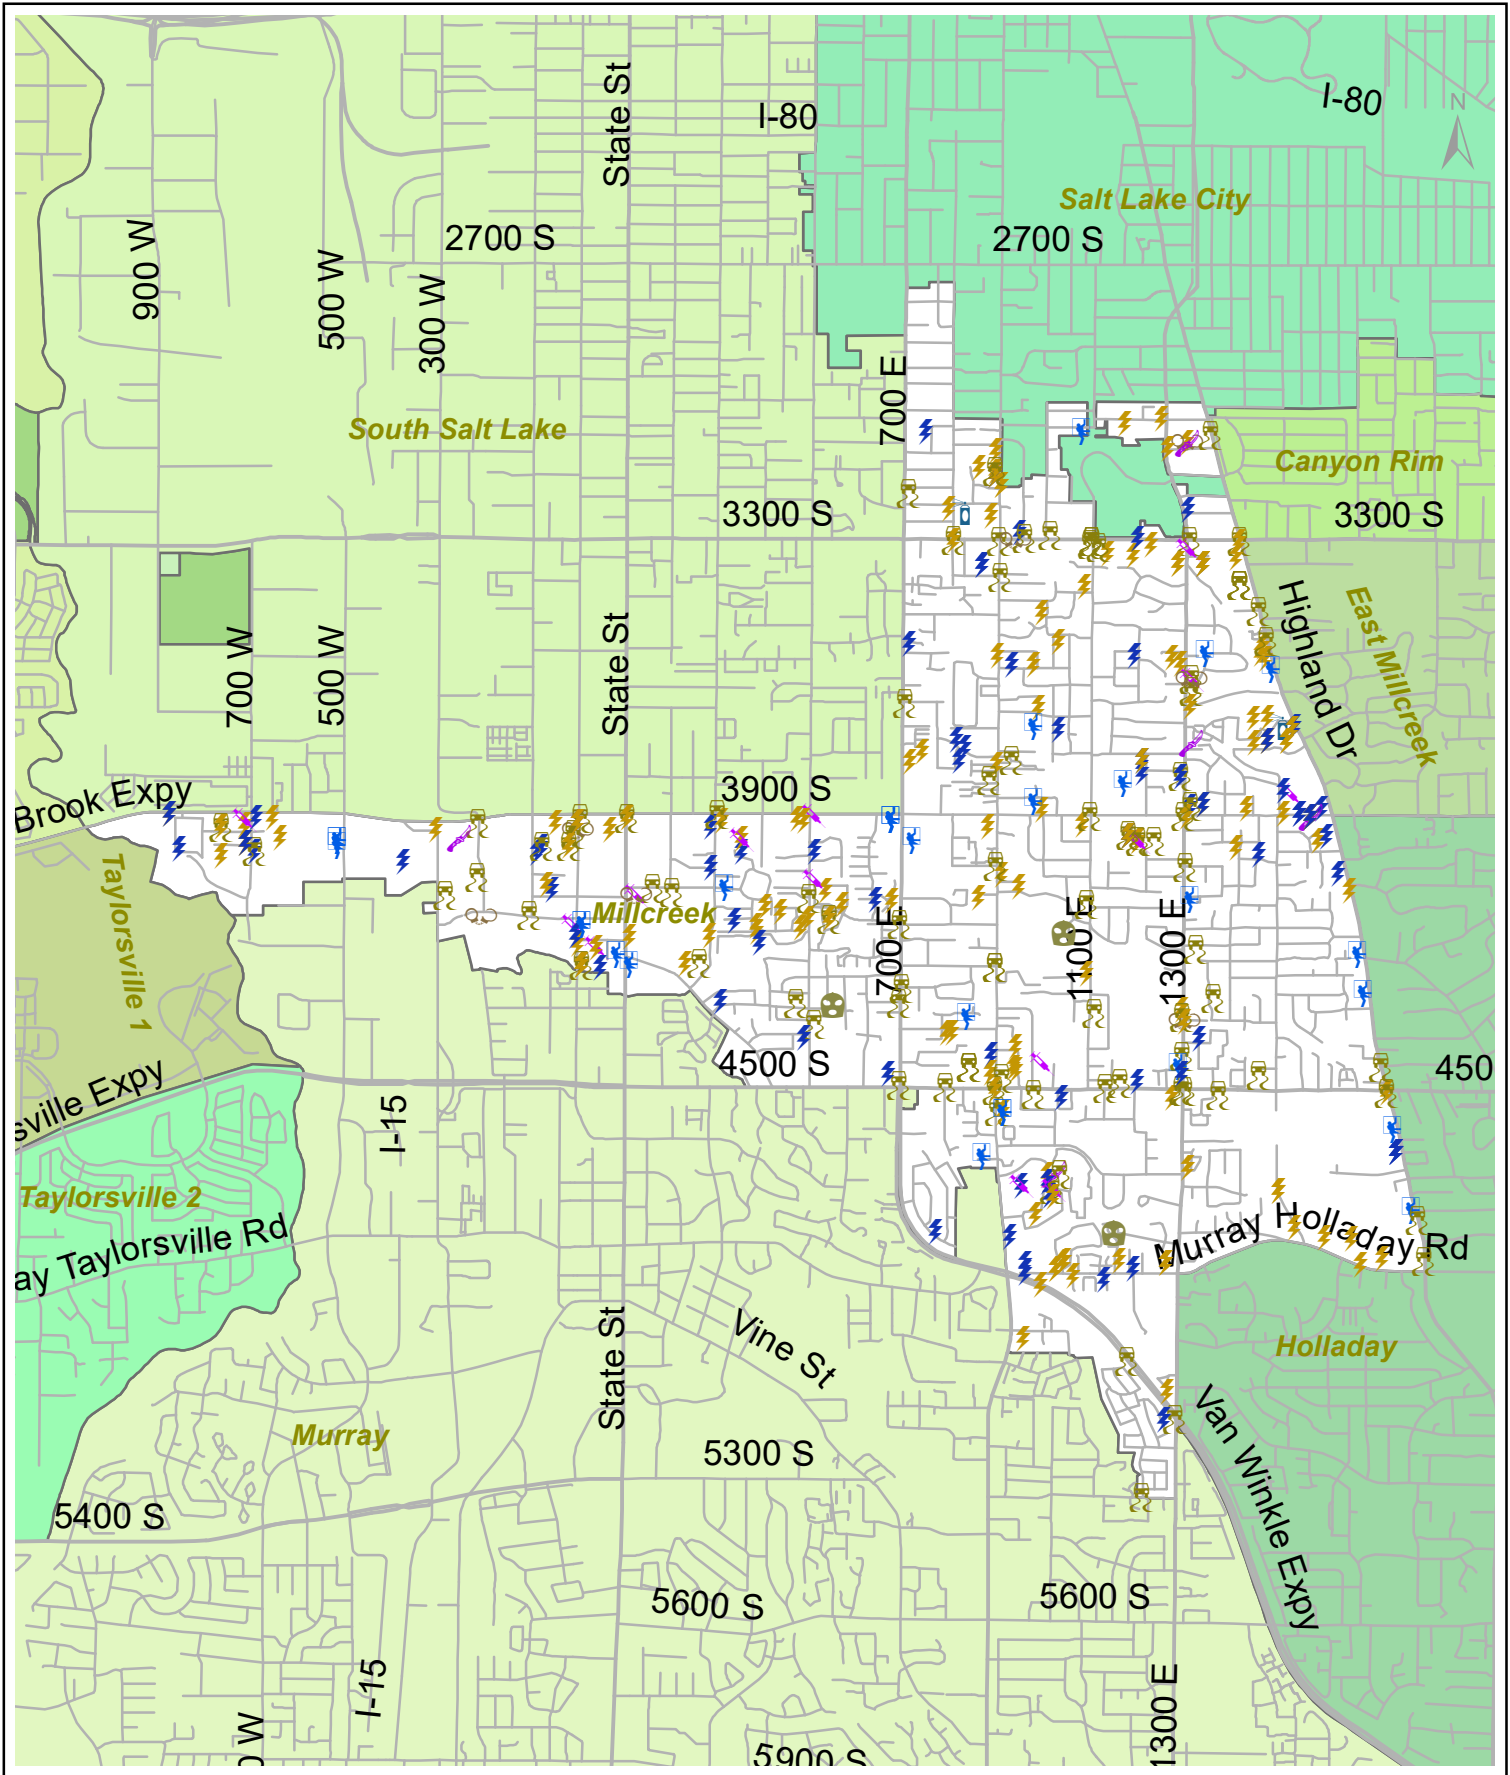 State St
I-80
I-80
N
Salt Lake City
900 W
2700 S
2700 S
500 W
300 W
700 E
South Salt Lake
Canyon Rim
3300 S
3300 S
Highland Dr
East Millcreek
700 W
500 W
State St
Brook Expy
3900 S
Taylorsville 1
Millcreek
700 E
1100 E
1300 E
4500 S
450
sville Expy
I-15
Taylorsville 2
ay Taylorsville Rd
Murray Holladay Rd
State St
Vine St
Holladay
Murray
5300 S
Van Winkle Expy
5400 S
5600 S
5600 S
I-15
1300 E
0 W
5900 S